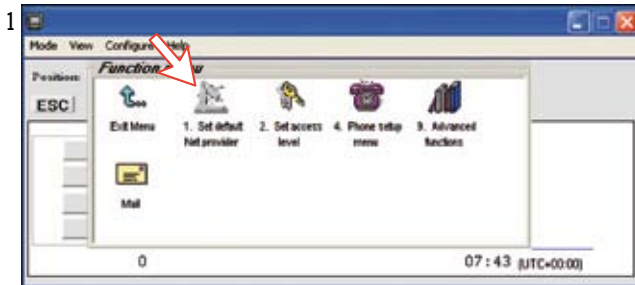 1
Mode View Configure Help
Position:
Function Menu
ESC
Exit Menu
1. Set default Net provider
2. Set access level
4. Phone setup menu
9. Advanced functions
Mail
0
07:43 (UTC+00:00)